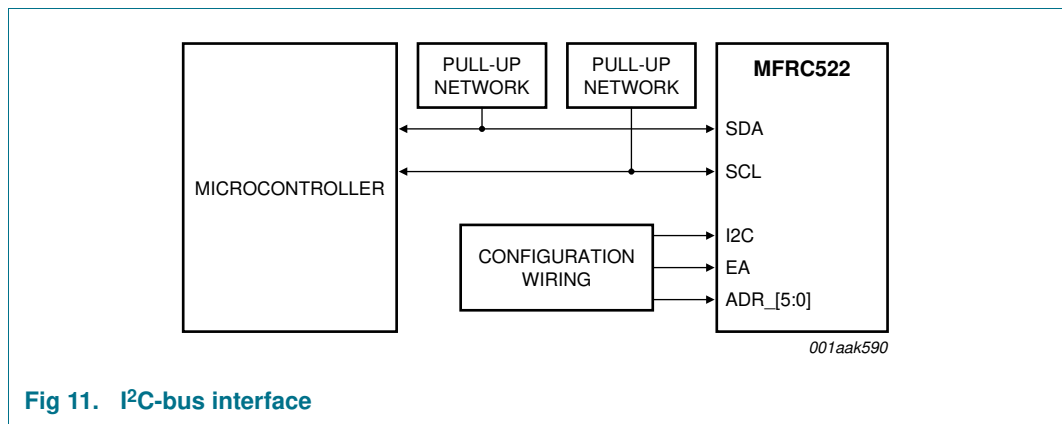 PULL-UP
NETWORK
PULL-UP
NETWORK
MFRC522
SDA
SCL
MICROCONTROLLER
I2C
CONFIGURATION
WIRING
EA
ADR_[5:0]
001aak590
Fig 11. I²C-bus interface